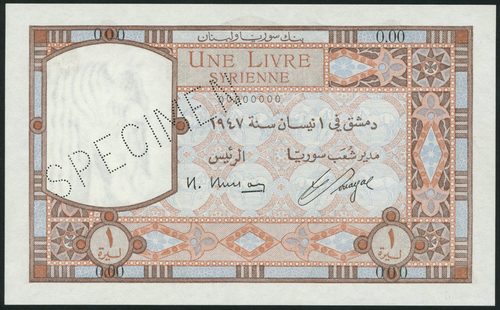 بنك سوريا ولبنان
0.00 0.00
UNE LIVRE
SYRIENNE
00000000
SPECIMEN
دمشق في ١ نيسان سنة ١٩٤٧
مدير شعب سوريا الرئيس
١ ١
ليرة ليرة
0.00 0.00